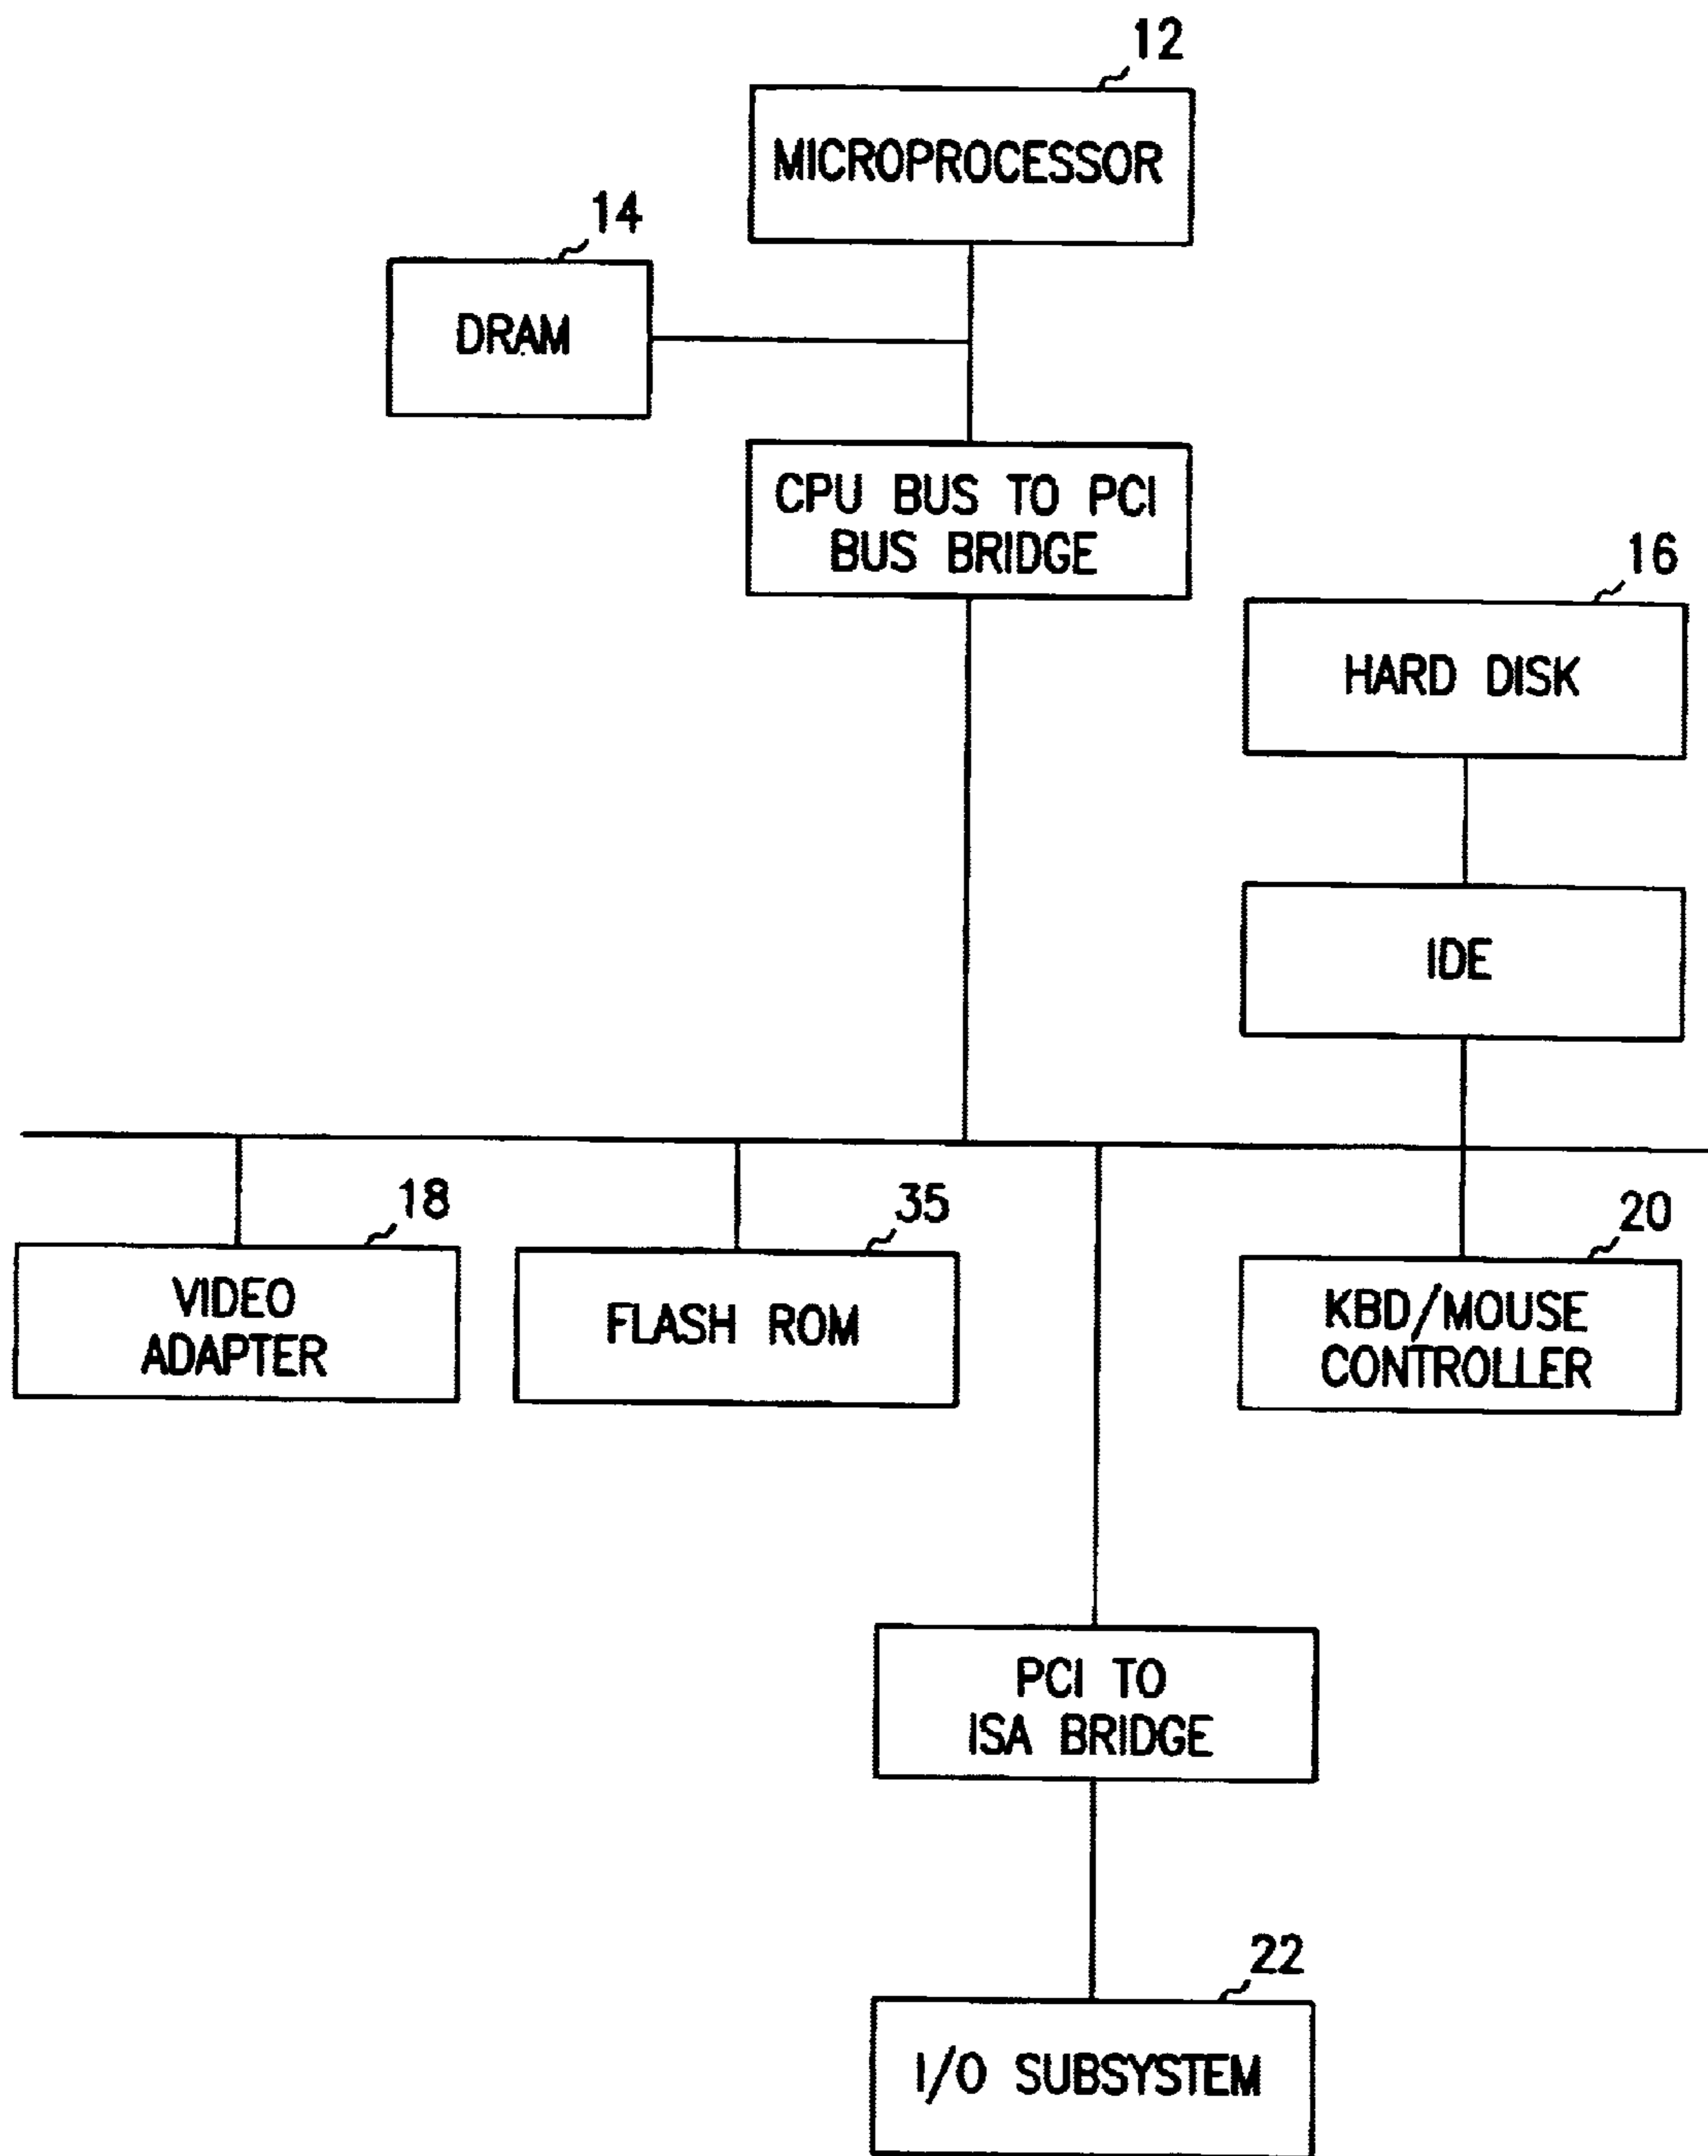 12
MICROPROCESSOR
14
DRAM
CPU BUS TO PCI
BUS BRIDGE
16
HARD DISK
IDE
18
VIDEO
ADAPTER
35
FLASH ROM
20
KBD/MOUSE
CONTROLLER
PCI TO
ISA BRIDGE
22
I/O SUBSYSTEM